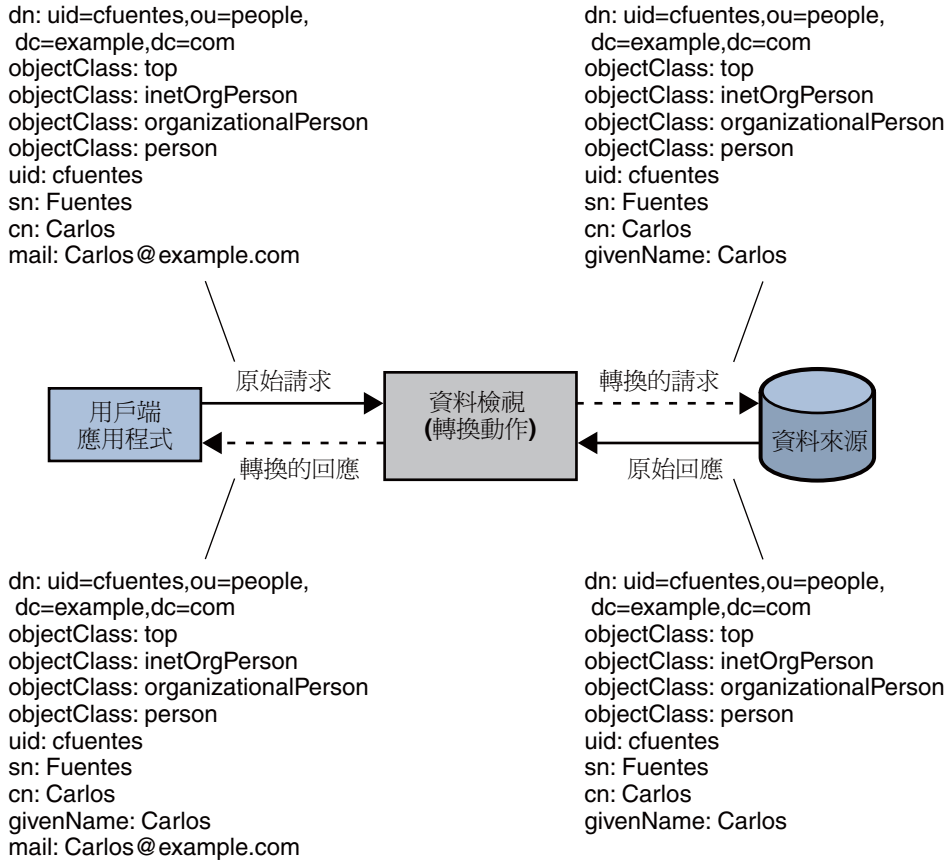 dn: uid=cfuentes,ou=people,
dc=example,dc=com
objectClass: top
objectClass: inetOrgPerson
objectClass: organizationalPerson
objectClass: person
uid: cfuentes
sn: Fuentes
cn: Carlos
mail: Carlos@example.com
dn: uid=cfuentes,ou=people,
dc=example,dc=com
objectClass: top
objectClass: inetOrgPerson
objectClass: organizationalPerson
objectClass: person
uid: cfuentes
sn: Fuentes
cn: Carlos
givenName: Carlos
用戶端
應用程式
原始請求
轉換的回應
資料檢視
(轉換動作)
轉換的請求
原始回應
資料來源
dn: uid=cfuentes,ou=people,
dc=example,dc=com
objectClass: top
objectClass: inetOrgPerson
objectClass: organizationalPerson
objectClass: person
uid: cfuentes
sn: Fuentes
cn: Carlos
givenName: Carlos
mail: Carlos@example.com
dn: uid=cfuentes,ou=people,
dc=example,dc=com
objectClass: top
objectClass: inetOrgPerson
objectClass: organizationalPerson
objectClass: person
uid: cfuentes
sn: Fuentes
cn: Carlos
givenName: Carlos